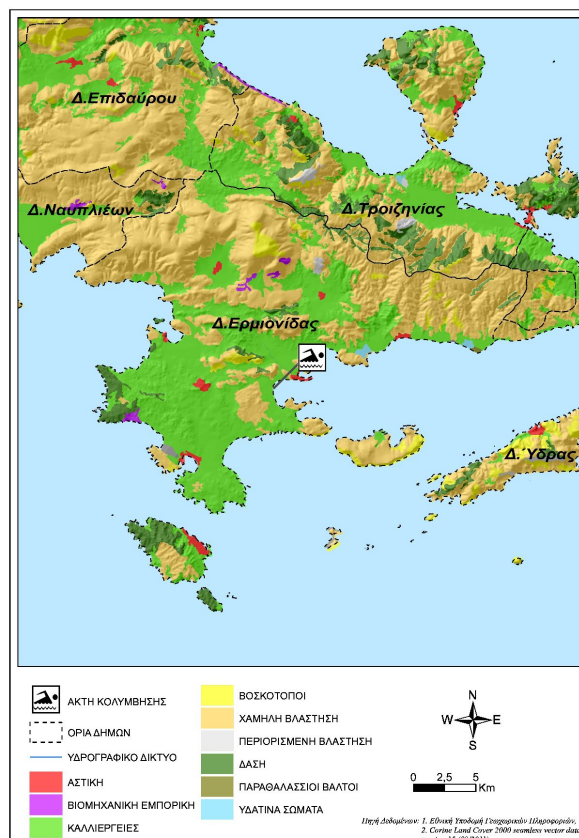 Δ.Επιδαύρου
Δ.Ναυπλιέων
Δ.Τροιζηνίας
Δ.Ερμιονίδας
Δ.Ύδρας
ΑΚΤΗ ΚΟΛΥΜΒΗΣΗΣ
ΟΡΙΑ ΔΗΜΩΝ
ΥΔΡΟΓΡΑΦΙΚΟ ΔΙΚΤΥΟ
ΑΣΤΙΚΗ
ΒΙΟΜΗΧΑΝΙΚΗ ΕΜΠΟΡΙΚΗ
ΚΑΛΛΙΕΡΓΕΙΕΣ
ΒΟΣΚΟΤΟΠΟΙ
ΧΑΜΗΛΗ ΒΛΑΣΤΗΣΗ
ΠΕΡΙΟΡΙΣΜΕΝΗ ΒΛΑΣΤΗΣΗ
ΔΑΣΗ
ΠΑΡΑΘΑΛΑΣΣΙΟΙ ΒΑΛΤΟΙ
ΥΔΑΤΙΝΑ ΣΩΜΑΤΑ
N
W E
S
0 2,5 5
Km
Πηγή Δεδομένων: 1. Εθνική Υποδομή Γεωχωρικών Πληροφοριών,
2. Corine Land Cover 2000 seamless vector data